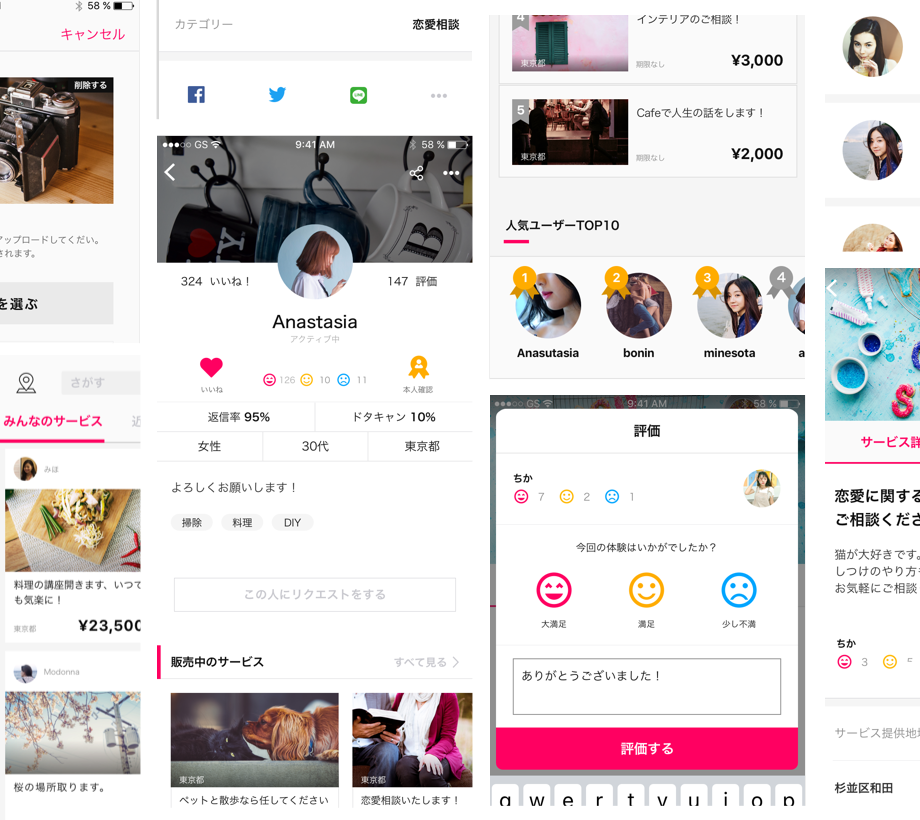 58 %
キャンセル
削除する
アップロードしてくだい。
されます。
を選ぶ
さがす
みんなのサービス
近
みほ
料理の講座開きます、いつで
も気楽に！
東京都
¥23,500
Modonna
桜の場所取ります。
カテゴリー
恋愛相談
LINE
GS
9:41 AM
58 %
324 いいね！
147 評価
Anastasia
アクティブ中
いいね
126
10
11
本人確認
返信率 95%
ドタキャン 10%
女性
30代
東京都
よろしくお願いします！
掃除
料理
DIY
この人にリクエストをする
販売中のサービス
すべて見る
東京都
ペットと散歩なら任してください
東京都
恋愛相談いたします！
4
インテリアのご相談！
東京都
期限なし
¥3,000
5
Cafeで人生の話をします！
東京都
期限なし
¥2,000
人気ユーザーTOP10
1
2
3
4
Anasutasia
bonin
minesota
a
GS
9:41 AM
58 %
評価
ちか
7
2
1
今回の体験はいかがでしたか？
大満足
満足
少し不満
ありがとうございました！
評価する
q w e r t y u i o p
サービス詳
恋愛に関する
ご相談くださ
猫が大好きです。
しつけのやり方も
お気軽にご相談
ちか
3
サービス提供地域
杉並区和田